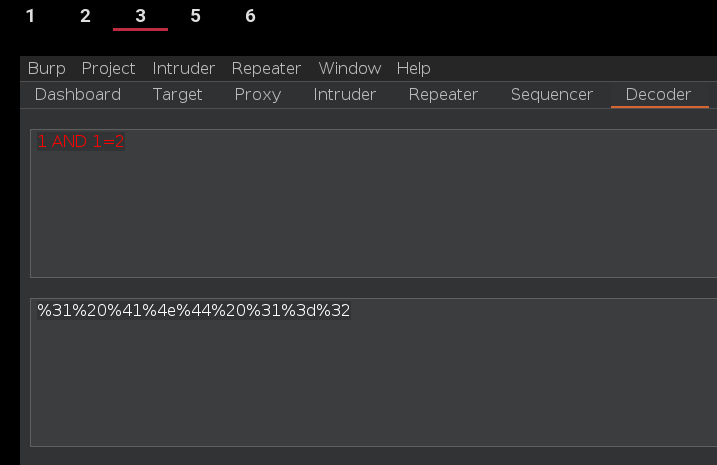 1 2 3 5 6
Burp Project Intruder Repeater Window Help
Dashboard Target Proxy Intruder Repeater Sequencer Decoder
1 AND 1=2
%31%20%41%4e%44%20%31%3d%32